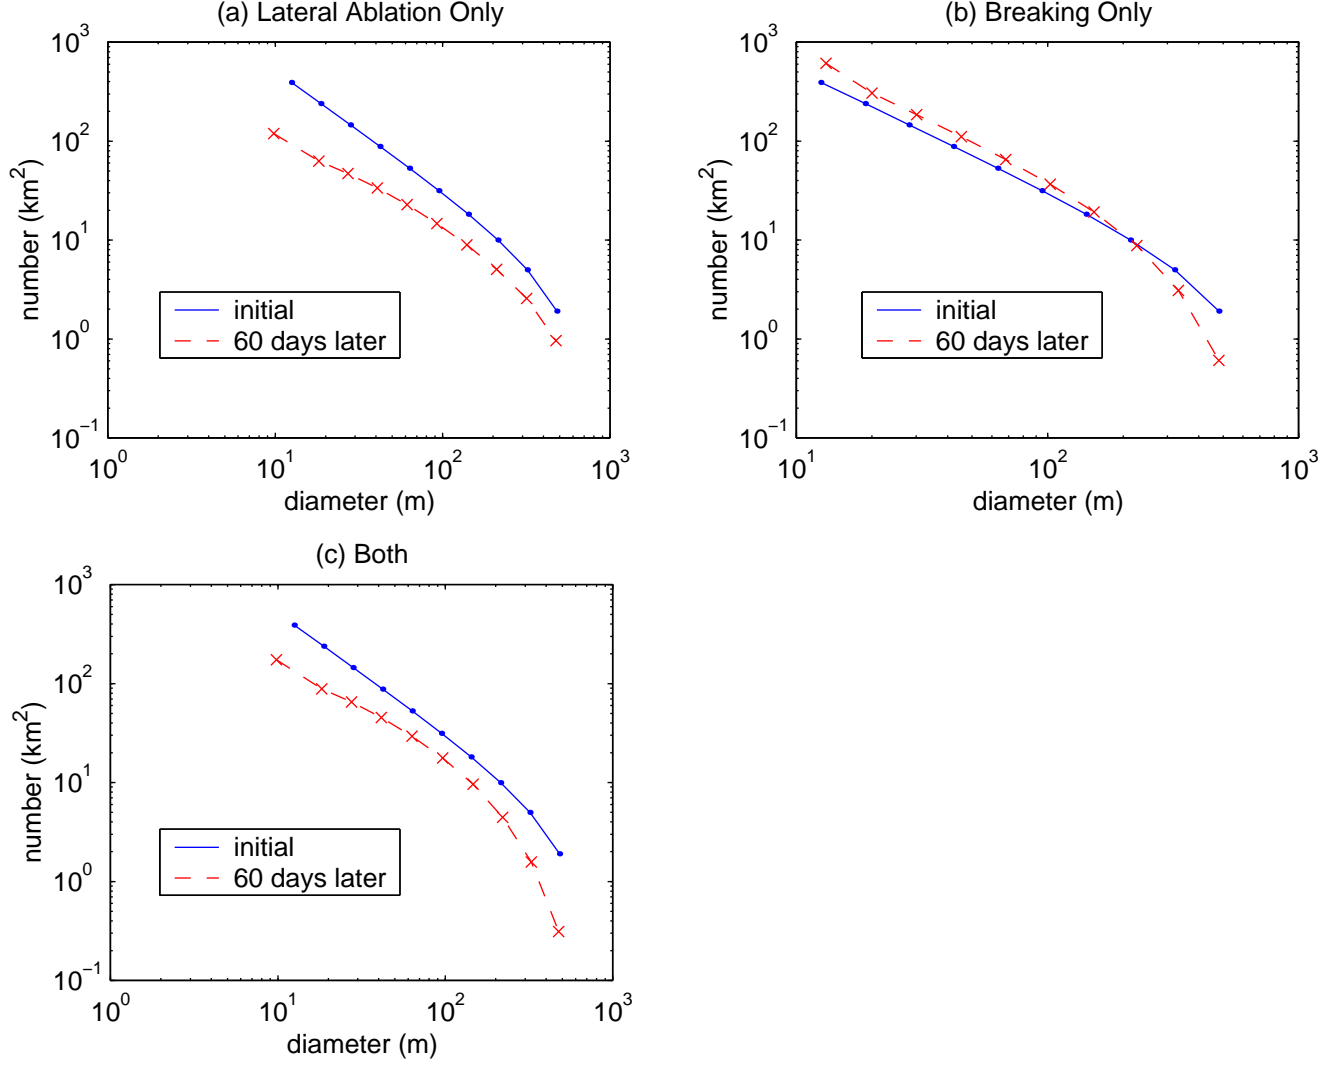 (a) Lateral Ablation Only
10^3
10^2
10^1
10^0
10^−1
number (km^2)
initial
60 days later
10^0 10^1 10^2 10^3
diameter (m)
(b) Breaking Only
10^3
10^2
10^1
10^0
10^−1
number (km^2)
initial
60 days later
10^1 10^2 10^3
diameter (m)
(c) Both
10^3
10^2
10^1
10^0
10^−1
number (km^2)
initial
60 days later
10^0 10^1 10^2 10^3
diameter (m)